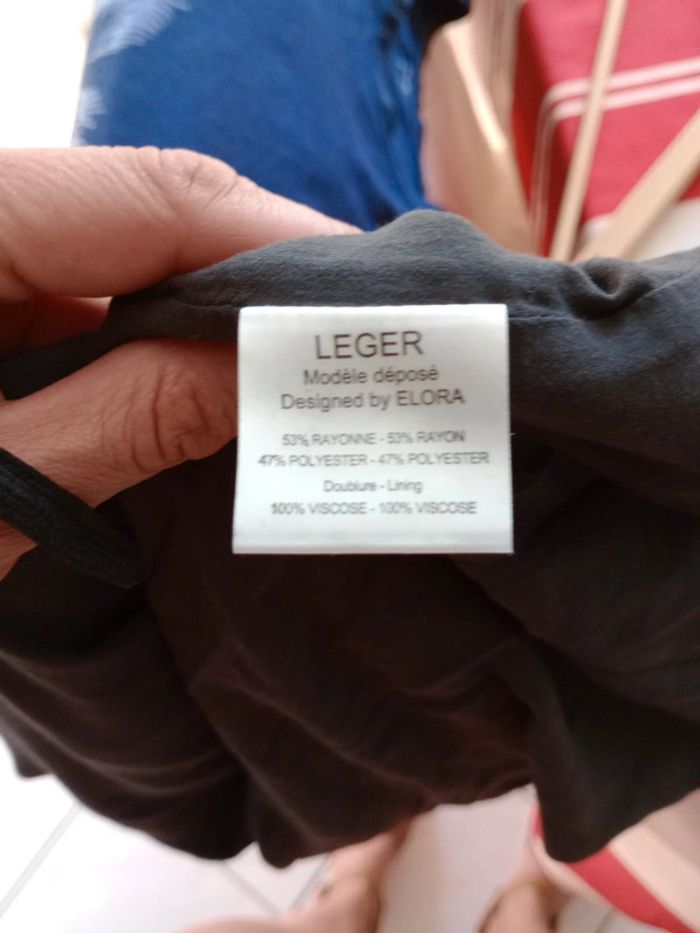 LEGER
Modèle déposé
Designed by ELORA
53% RAYONNE - 53% RAYON
47% POLYESTER - 47% POLYESTER
Doublure - Lining
100% VISCOSE - 100% VISCOSE